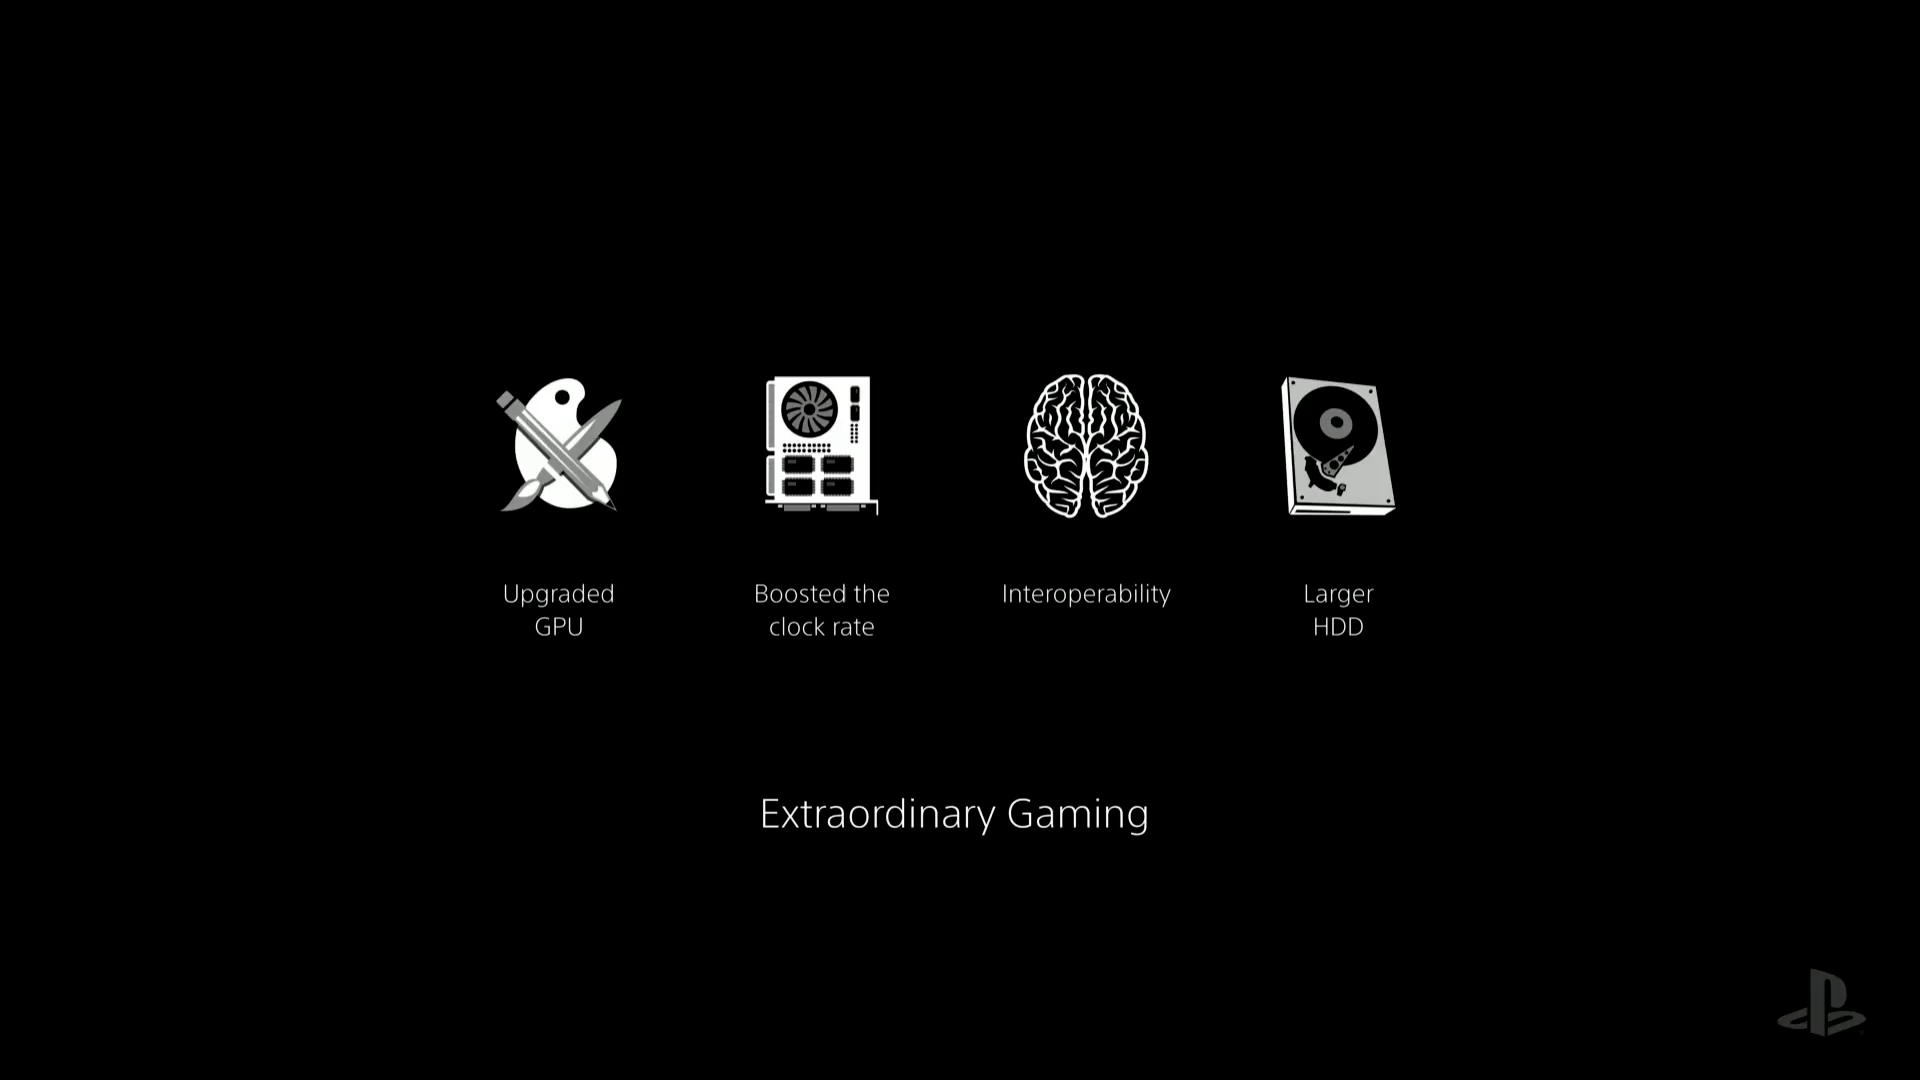 Upgraded
GPU
Boosted the
clock rate
Interoperability
Larger
HDD
Extraordinary Gaming